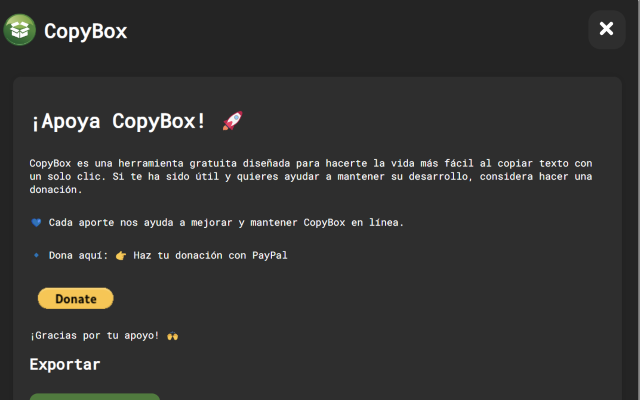 CopyBox
¡Apoya CopyBox! 🚀
CopyBox es una herramienta gratuita diseñada para hacerte la vida más fácil al copiar texto con
un solo clic. Si te ha sido útil y quieres ayudar a mantener su desarrollo, considera hacer una
donación.
💙 Cada aporte nos ayuda a mejorar y mantener CopyBox en línea.
🔹 Dona aquí: 👉 Haz tu donación con PayPal
Donate
¡Gracias por tu apoyo! 🙌
Exportar